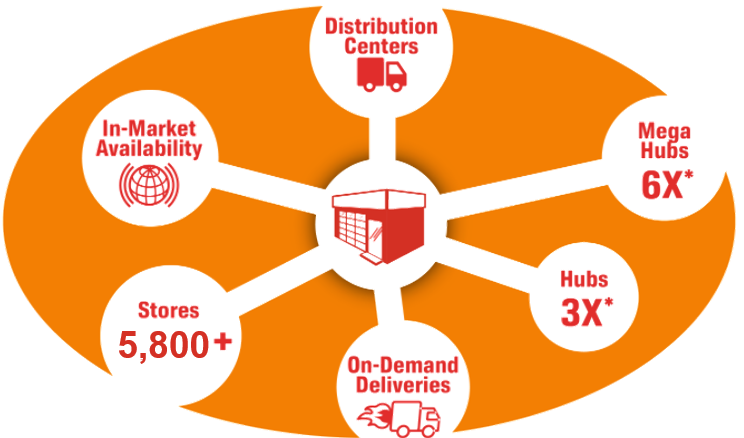 Distribution
Centers
In-Market
Availability
Mega
Hubs
6X*
Hubs
3X*
Stores
5,800+
On-Demand
Deliveries